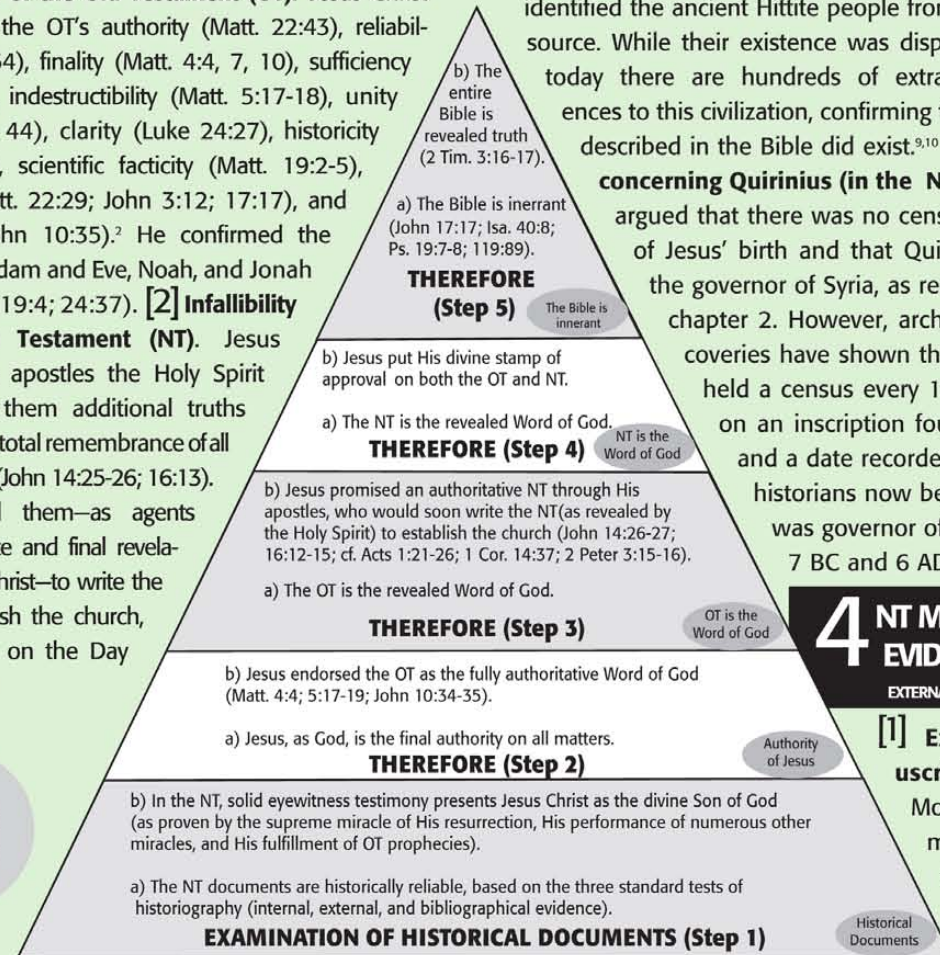 the OT's authority (Matt. 22:43), reliabil-
64), finality (Matt. 4:4, 7, 10), sufficiency
indestructibility (Matt. 5:17-18), unity
44), clarity (Luke 24:27), historicity
, scientific facticity (Matt. 19:2-5),
tt. 22:29; John 3:12; 17:17), and
hn 10:35).² He confirmed the
dam and Eve, Noah, and Jonah
19:4; 24:37). [2] Infallibility
Testament (NT). Jesus
apostles the Holy Spirit
them additional truths
total remembrance of all
(John 14:25-26; 16:13).
them—as agents
e and final revela-
hrist—to write the
sh the church,
on the Day
b) The
entire
Bible is
revealed truth
(2 Tim. 3:16-17).
a) The Bible is inerrant
(John 17:17; Isa. 40:8;
Ps. 19:7-8; 119:89).
THEREFORE
(Step 5)
The Bible is
innerant
b) Jesus put His divine stamp of
approval on both the OT and NT.
a) The NT is the revealed Word of God.
THEREFORE (Step 4)
NT is the
Word of God
b) Jesus promised an authoritative NT through His
apostles, who would soon write the NT(as revealed by
the Holy Spirit) to establish the church (John 14:26-27;
16:12-15; cf. Acts 1:21-26; 1 Cor. 14:37; 2 Peter 3:15-16).
a) The OT is the revealed Word of God.
THEREFORE (Step 3)
OT is the
Word of God
b) Jesus endorsed the OT as the fully authoritative Word of God
(Matt. 4:4; 5:17-19; John 10:34-35).
a) Jesus, as God, is the final authority on all matters.
THEREFORE (Step 2)
Authority
of Jesus
b) In the NT, solid eyewitness testimony presents Jesus Christ as the divine Son of God
(as proven by the supreme miracle of His resurrection, His performance of numerous other
miracles, and His fulfillment of OT prophecies).
a) The NT documents are historically reliable, based on the three standard tests of
historiography (internal, external, and bibliographical evidence).
EXAMINATION OF HISTORICAL DOCUMENTS (Step 1)
Historical
Documents
identified the ancient Hittite people from
source. While their existence was disp
today there are hundreds of extra
ences to this civilization, confirming
described in the Bible did exist.⁹,¹⁰
concerning Quirinius (in the N
argued that there was no cens
of Jesus' birth and that Qui
the governor of Syria, as re
chapter 2. However, arch
coveries have shown th
held a census every 1
on an inscription fou
and a date recorde
historians now be
was governor of
7 BC and 6 AD
4 NT M
EVID
EXTERNA
[1] Ex
uscr
Mo
m